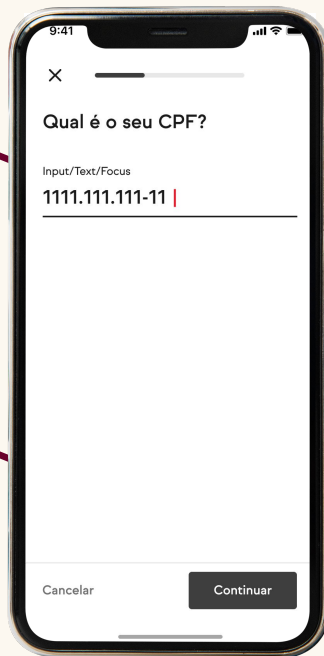 9:41
Qual é o seu CPF?
Input/Text/Focus
1111.111.111-11
Cancelar
Continuar